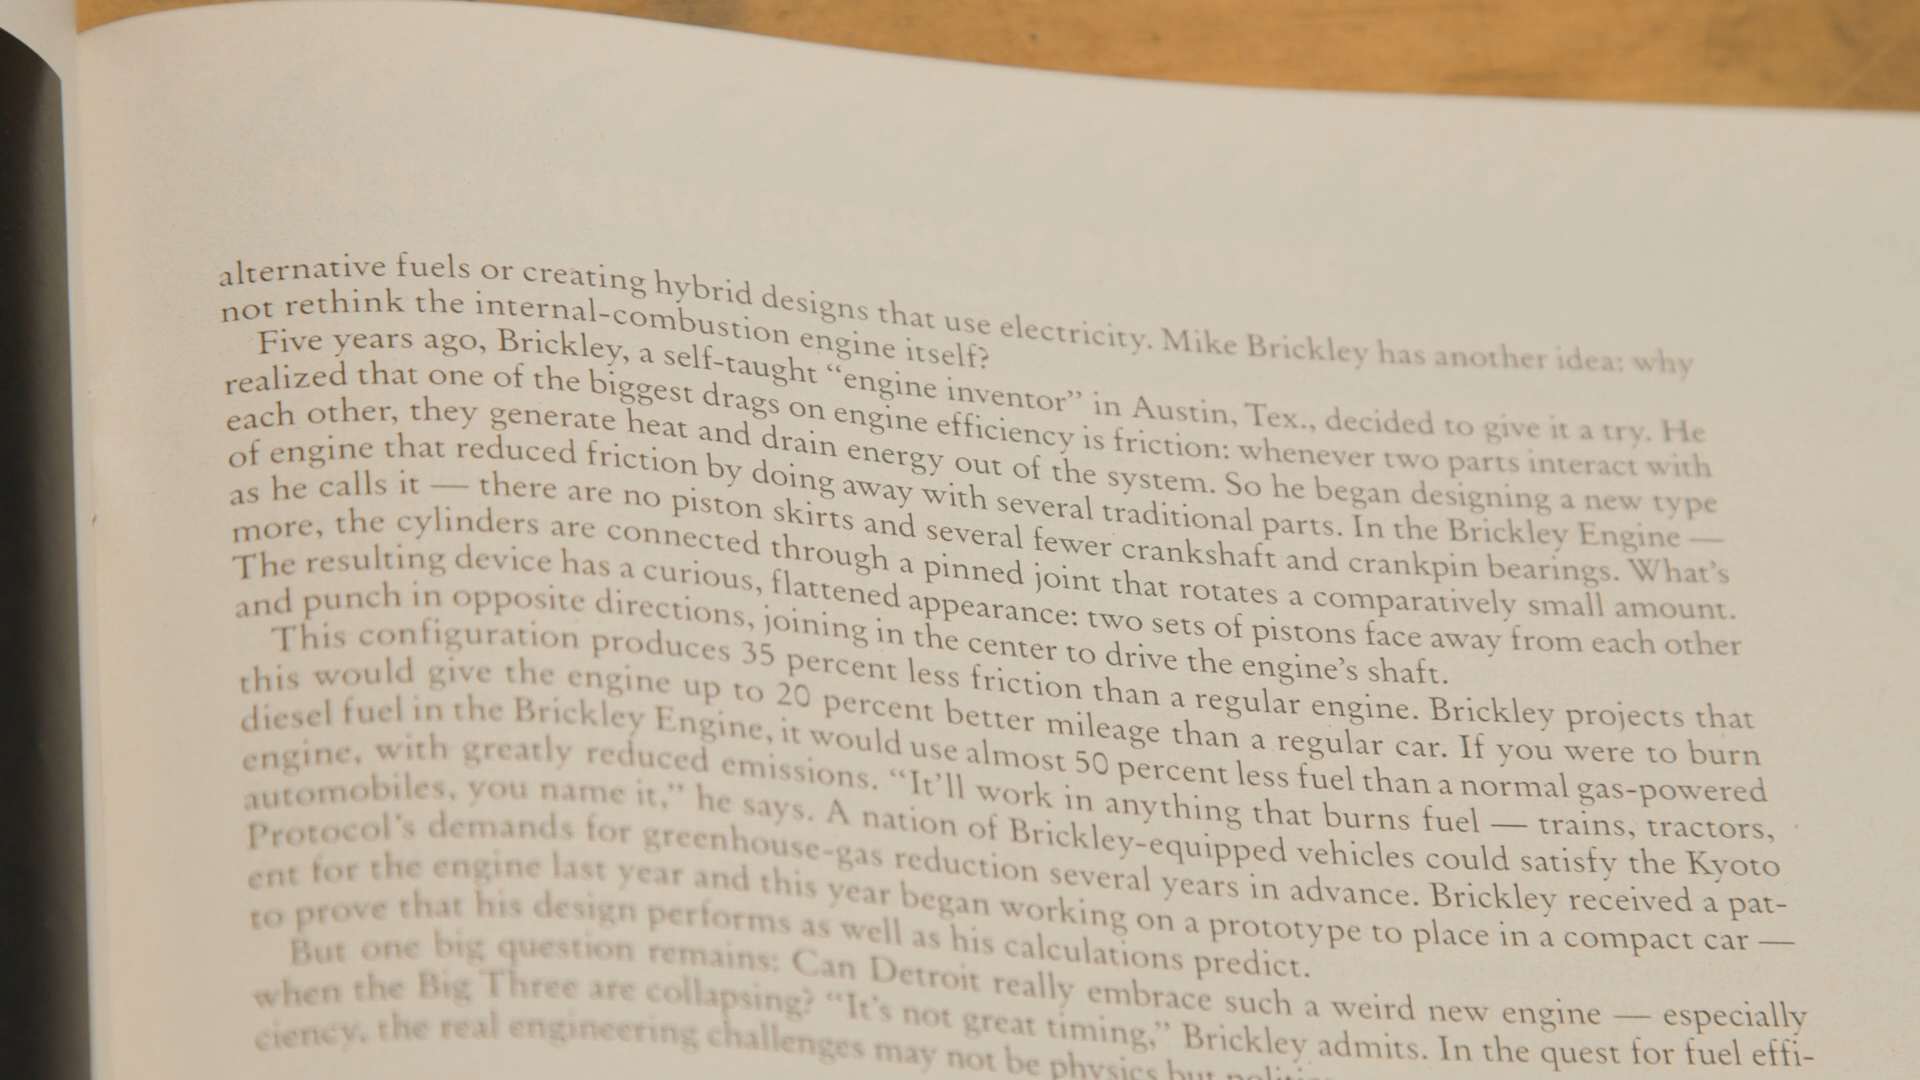 alternative fuels or creating hybrid designs that use electricity. Mike Brickley has another idea: why
not rethink the internal-combustion engine itself?
Five years ago, Brickley, a self-taught “engine inventor” in Austin, Tex., decided to give it a try. He
realized that one of the biggest drags on engine efficiency is friction: whenever two parts interact with
each other, they generate heat and drain energy out of the system. So he began designing a new type
of engine that reduced friction by doing away with several traditional parts. In the Brickley Engine —
as he calls it — there are no piston skirts and several fewer crankshaft and crankpin bearings. What’s
more, the cylinders are connected through a pinned joint that rotates a comparatively small amount.
The resulting device has a curious, flattened appearance: two sets of pistons face away from each other
and punch in opposite directions, joining in the center to drive the engine’s shaft.
This configuration produces 35 percent less friction than a regular engine. Brickley projects that
this would give the engine up to 20 percent better mileage than a regular car. If you were to burn
diesel fuel in the Brickley Engine, it would use almost 50 percent less fuel than a normal gas-powered
engine, with greatly reduced emissions. “It’ll work in anything that burns fuel — trains, tractors,
automobiles, you name it,” he says. A nation of Brickley-equipped vehicles could satisfy the Kyoto
Protocol’s demands for greenhouse-gas reduction several years in advance. Brickley received a pat-
ent for the engine last year and this year began working on a prototype to place in a compact car —
to prove that his design performs as well as his calculations predict.
But one big question remains: Can Detroit really embrace such a weird new engine — especially
when the Big Three are collapsing? “It’s not great timing,” Brickley admits. In the quest for fuel effi-
ciency, the real engineering challenges may not be physics but